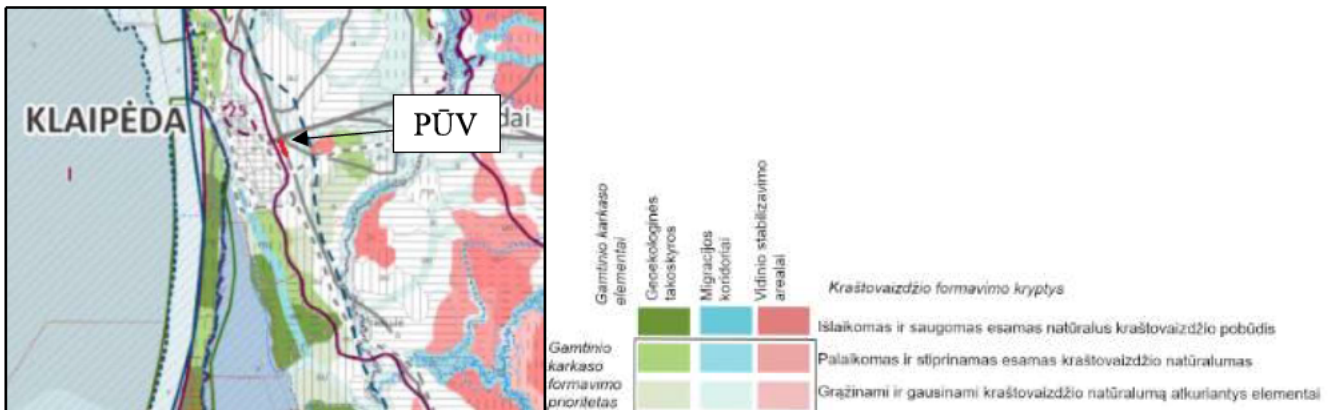 KLAIPĖDA
25
PŪV
dai
I
Gamtinio karkaso
elementai
Geoekologinės
takoskyros
Migracijos
koridoriai
Vidinio stabilizavimo
arealai
Kraštovaizdžio formavimo kryptys
Išlaikomas ir saugomas esamas natūralus kraštovaizdžio pobūdis
Gamtinio
karkaso
formavimo
prioritetas
Palaikomas ir stiprinamas esamas kraštovaizdžio natūralumas
Grąžinami ir gausinami kraštovaizdžio natūralumą atkuriantys elementai